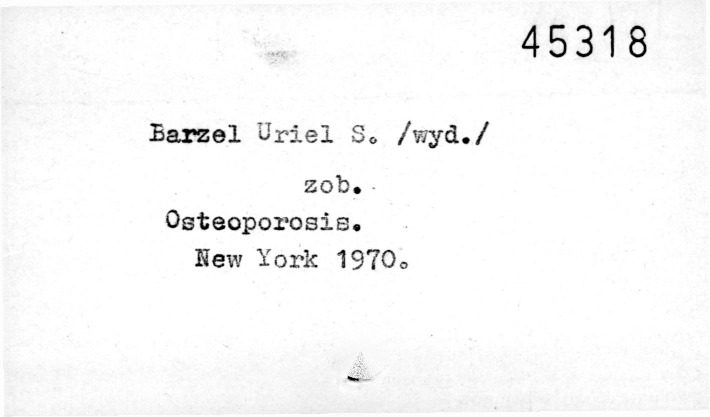 45318
Barzel Uriel S. /wyd./
zob.
Osteoporosis.
New York 1970.